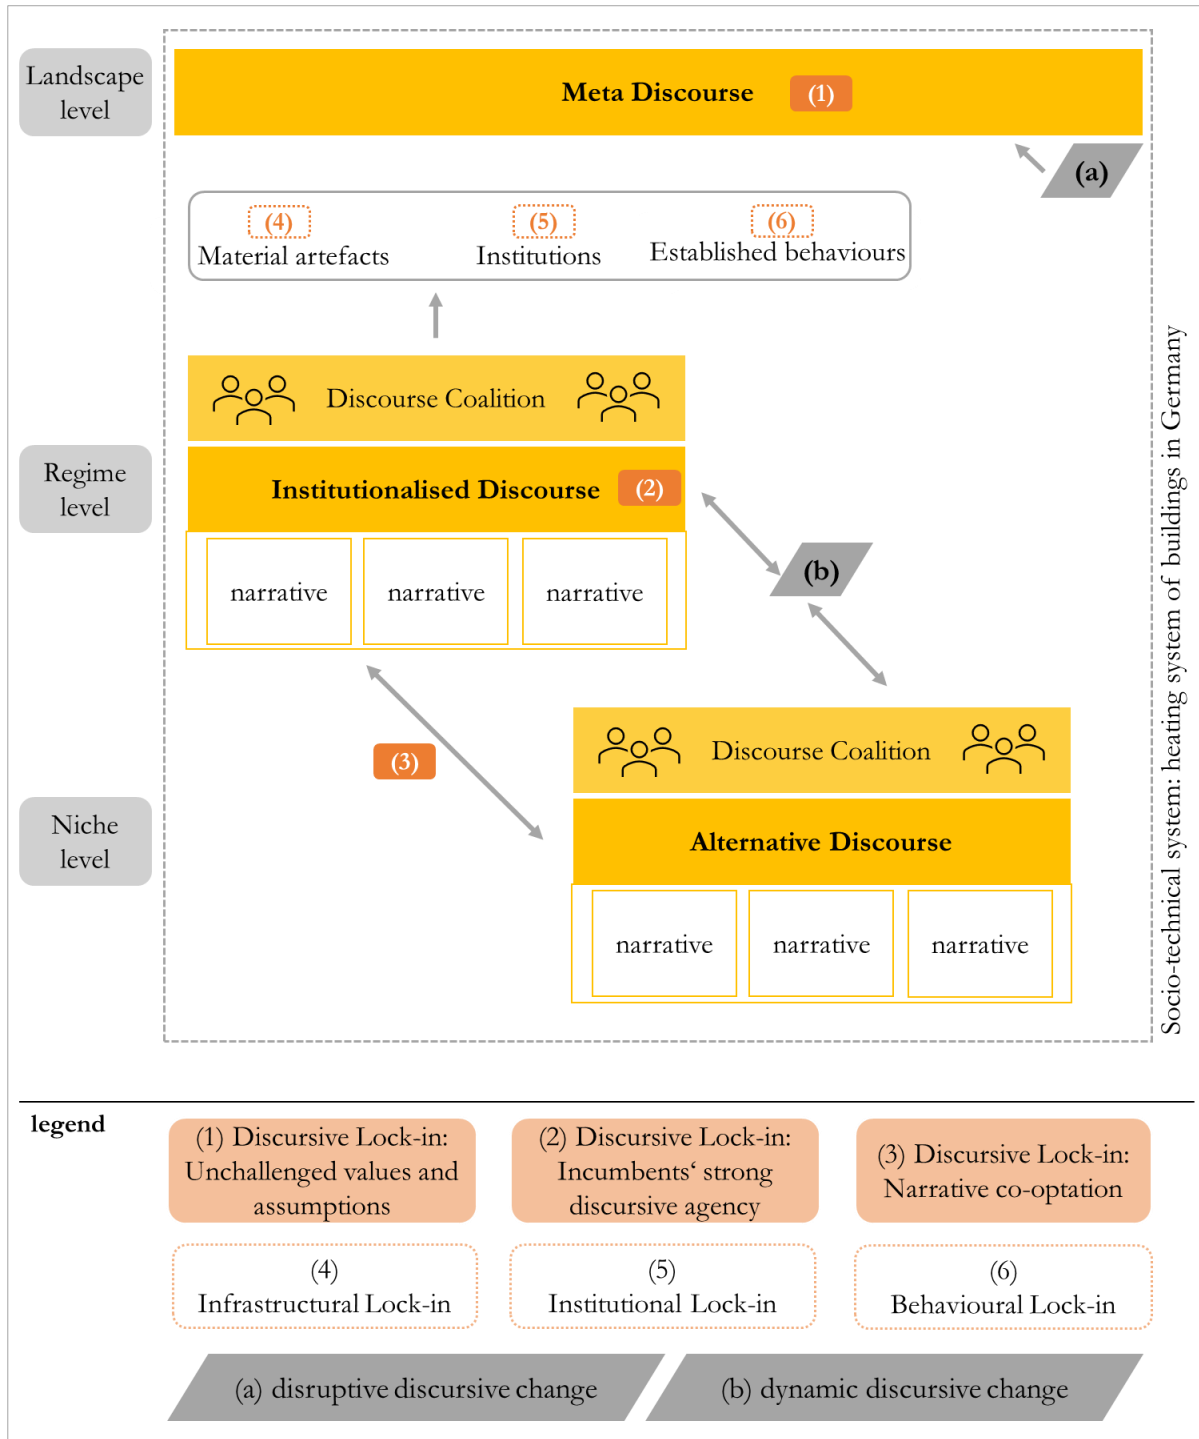 Landscape
level
Meta Discourse (1)
(a)
(4) (5) (6)
Material artefacts Institutions Established behaviours
Discourse Coalition
Regime
level
Institutionalised Discourse (2)
(b)
narrative narrative narrative
(3)
Discourse Coalition
Niche
level
Alternative Discourse
narrative narrative narrative
Socio-technical system: heating system of buildings in Germany
legend
(1) Discursive Lock-in:
Unchallenged values and
assumptions
(2) Discursive Lock-in:
Incumbents‘ strong
discursive agency
(3) Discursive Lock-in:
Narrative co-optation
(4)
Infrastructural Lock-in
(5)
Institutional Lock-in
(6)
Behavioural Lock-in
(a) disruptive discursive change
(b) dynamic discursive change